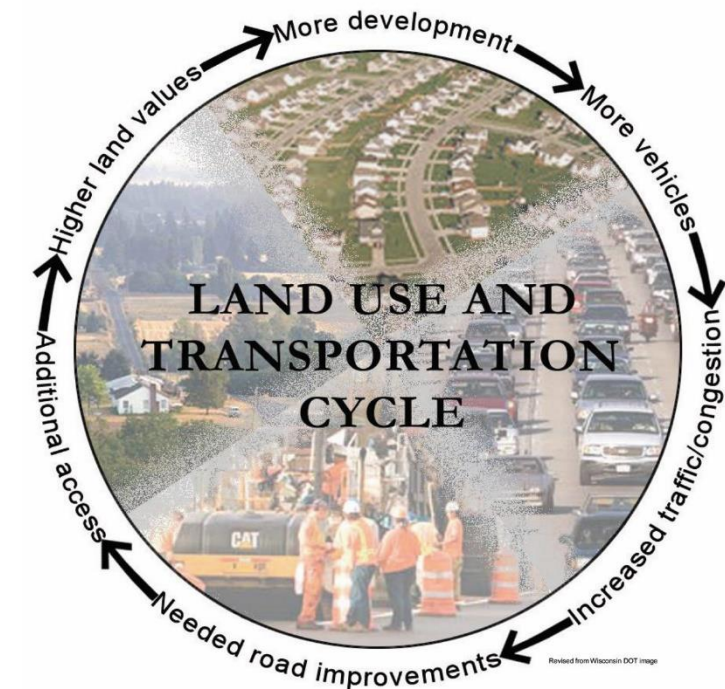 More development
More vehicles
Increased traffic/congestion
Needed road improvements
Additional access
Higher land values
LAND USE AND
TRANSPORTATION
CYCLE
CAT
Revised from Wisconsin DOT image